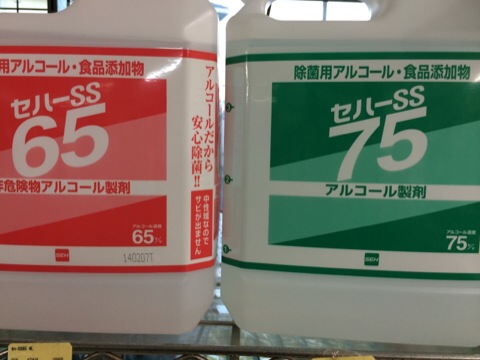 用アルコール・食品添加物
セハーSS
65
危険物アルコール製剤
アルコール濃度
65
SEH
140207T
アルコールだから
安心除菌!!
中性域なので
サビが出ません
除菌用アルコール・食品添加物
セハーSS
75
アルコール製剤
アルコール濃度
75
SEH
3
2
1